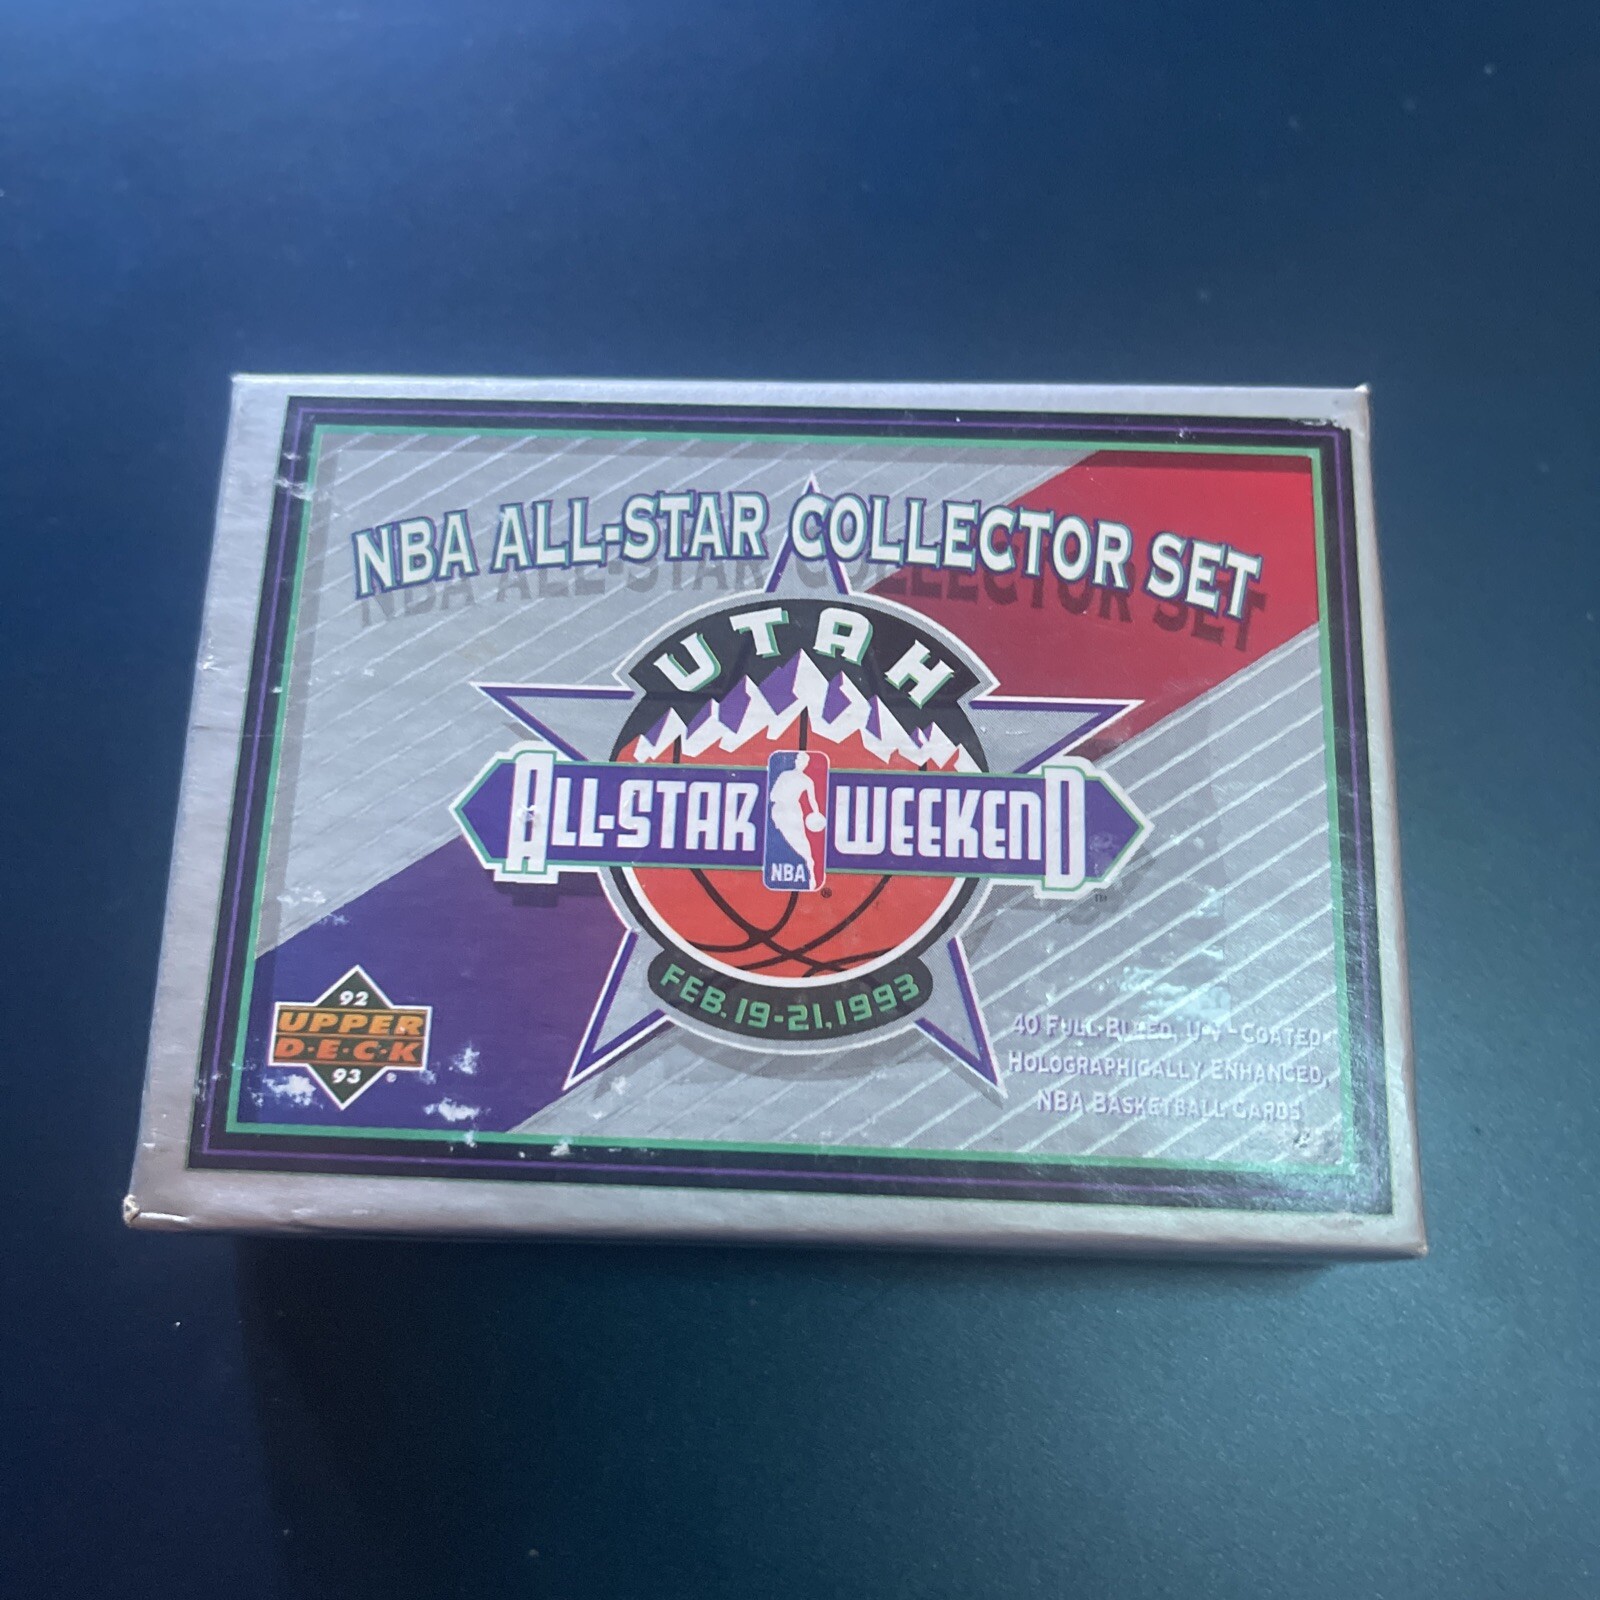 NBA ALL-STAR COLLECTOR SET
UTAH
ALL-STAR WEEKEND
NBA
®
TM
FEB. 19-21, 1993
92
UPPER
D·E·C·K
93 ®
40 FULL-BLEED, U·V-COATED
HOLOGRAPHICALLY ENHANCED,
NBA BASKETBALL CARDS